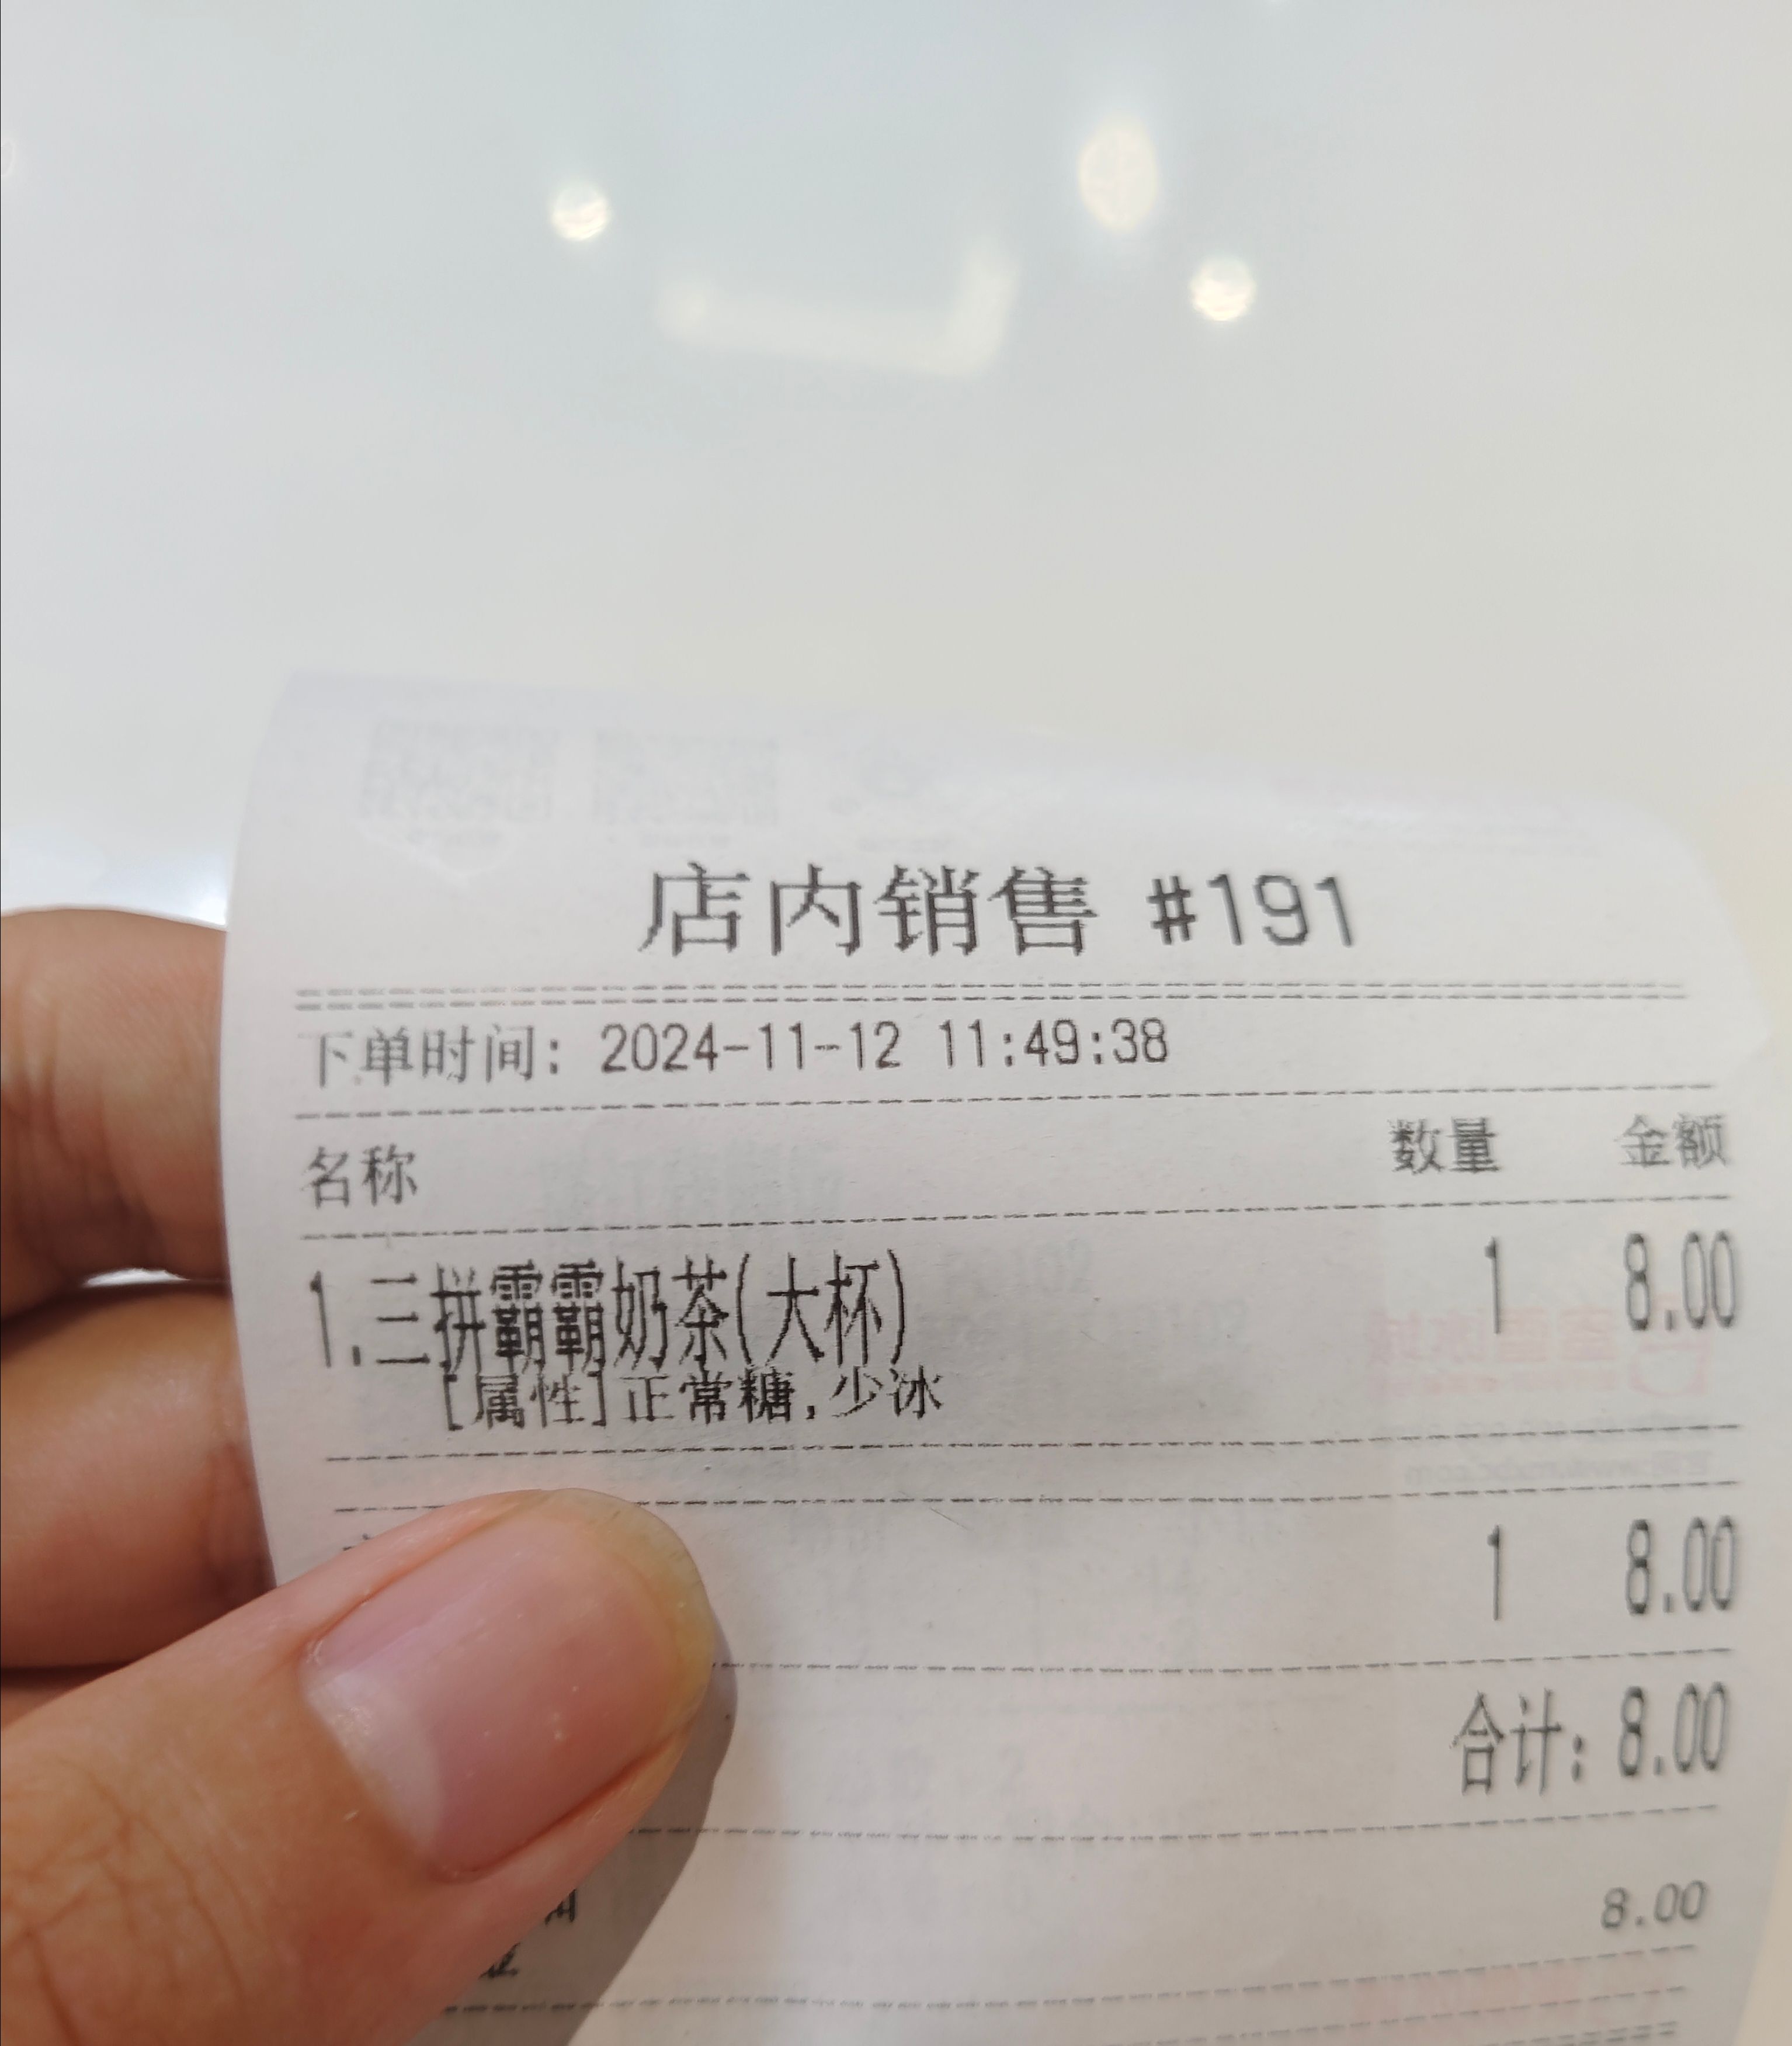 店内销售 #191
下单时间: 2024-11-12 11:49:38
名称 数量 金额
1.三拼霸霸奶茶(大杯) 1 8.00
[属性]正常糖,少冰
1 8.00
合计: 8.00
8.00